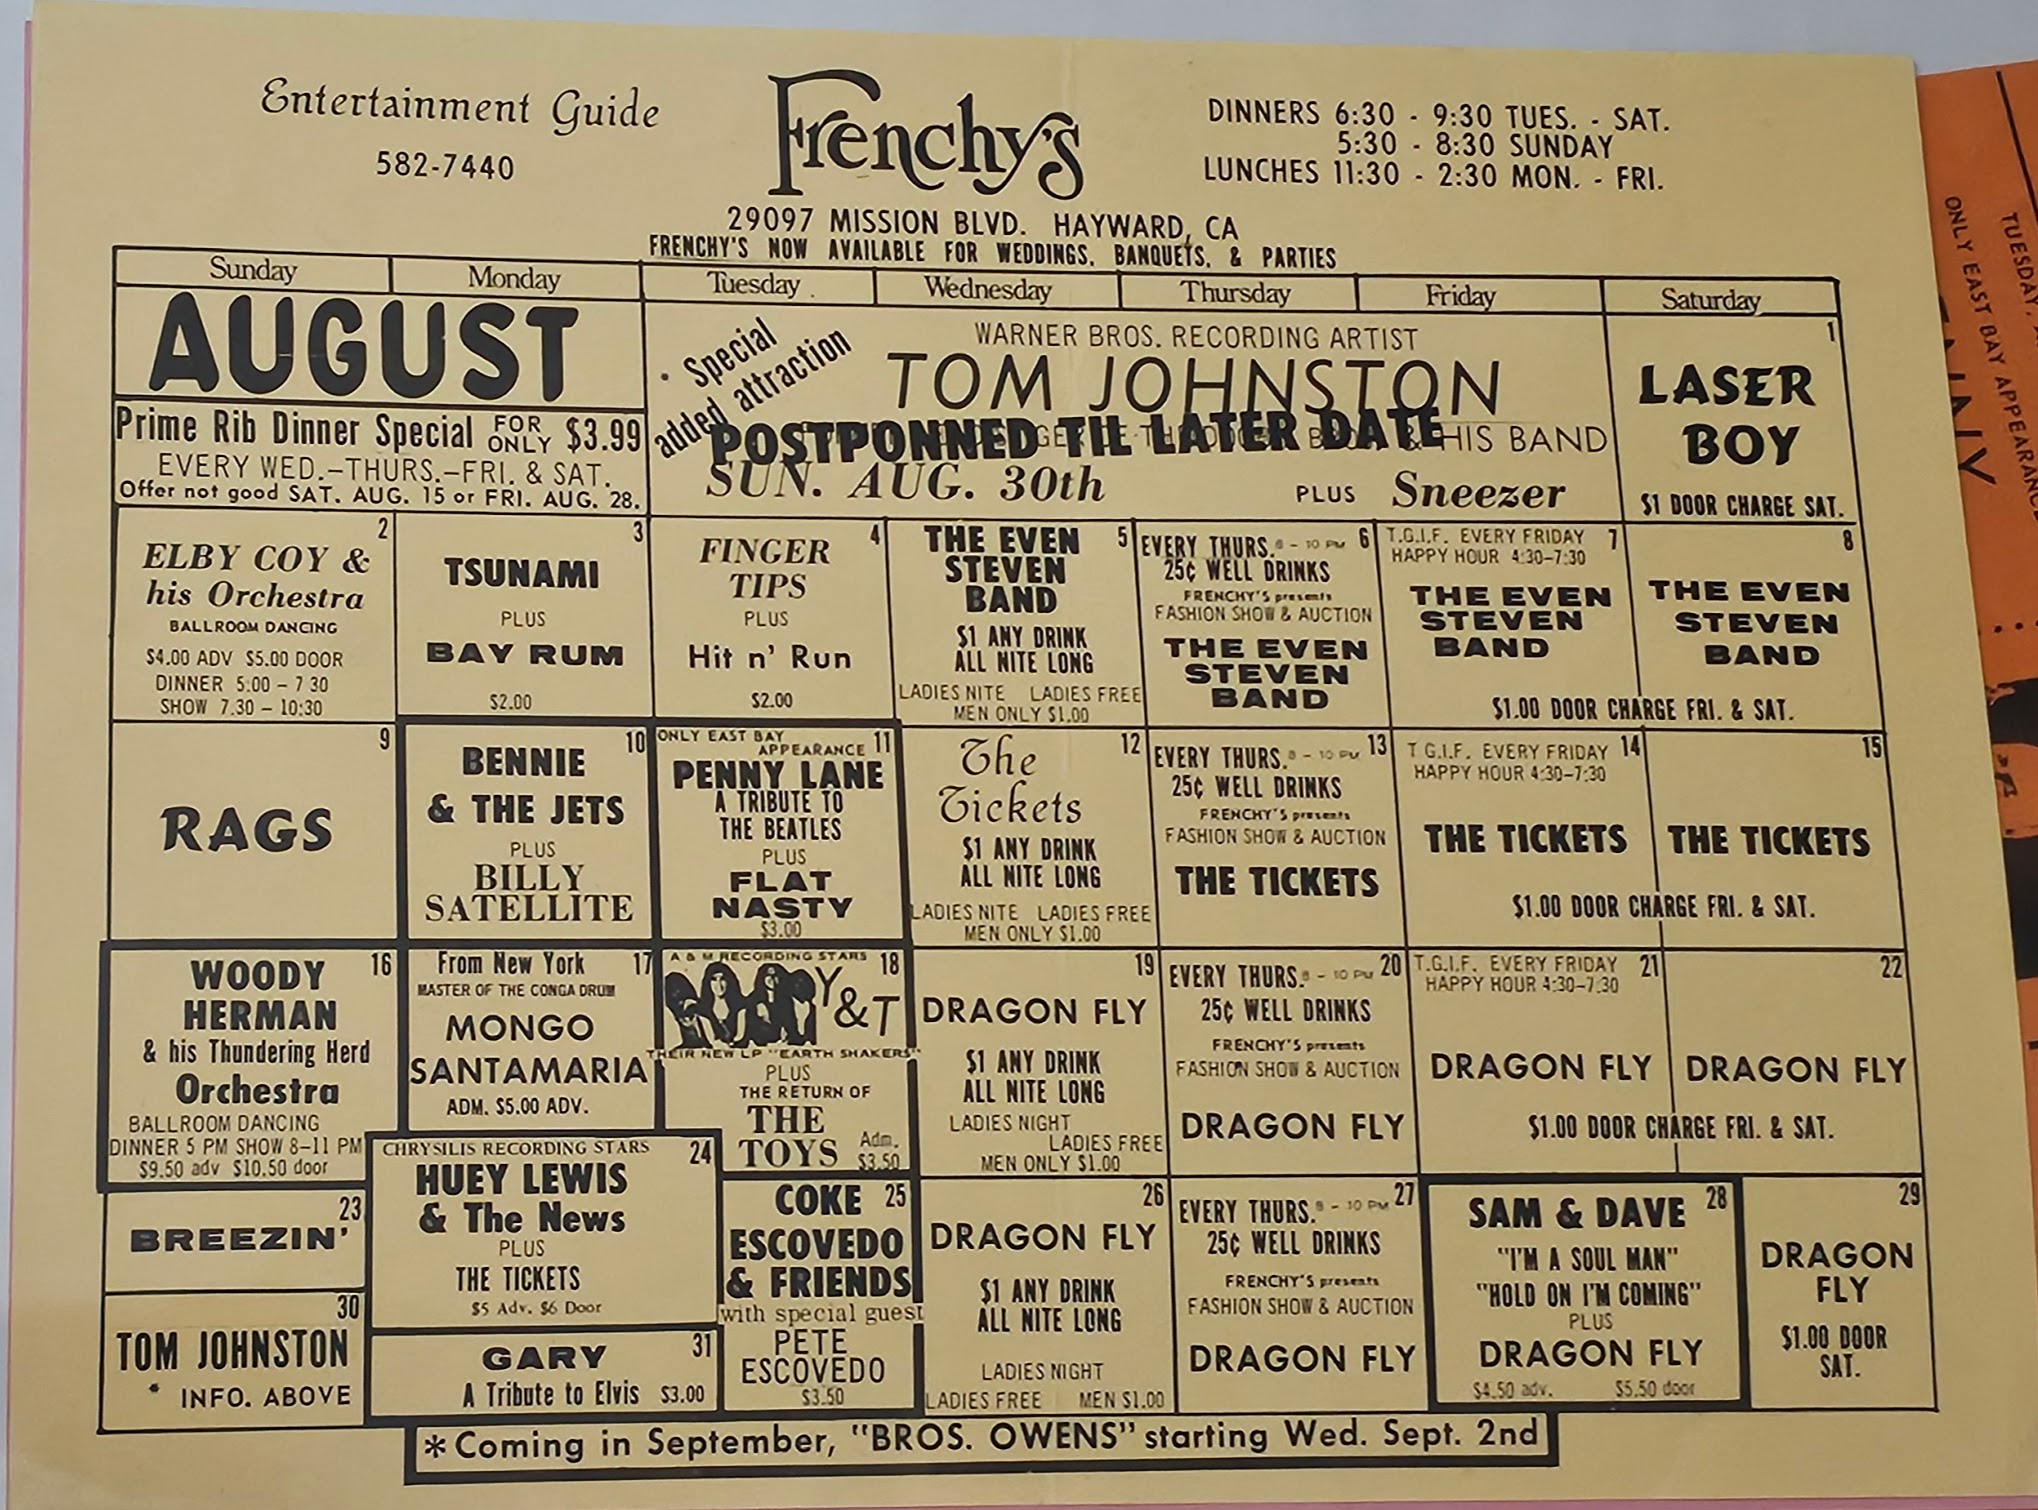 Entertainment Guide
582-7440
Frenchy's
DINNERS 6:30 - 9:30 TUES. - SAT.
5:30 - 8:30 SUNDAY
LUNCHES 11:30 - 2:30 MON. - FRI.
29097 MISSION BLVD. HAYWARD, CA
FRENCHY'S NOW AVAILABLE FOR WEDDINGS, BANQUETS, & PARTIES
Sunday Monday Tuesday Wednesday Thursday Friday Saturday
AUGUST
Prime Rib Dinner Special FOR ONLY $3.99
EVERY WED.-THURS.-FRI. & SAT.
Offer not good SAT. AUG. 15 or FRI. AUG. 28.
• Special
added attraction
WARNER BROS. RECORDING ARTIST
TOM JOHNSTON
POSTPONNED TIL LATER DATE
& HIS BAND
SUN. AUG. 30th PLUS Sneezer
1
LASER
BOY
$1 DOOR CHARGE SAT.
2
ELBY COY &
his Orchestra
BALLROOM DANCING
$4.00 ADV $5.00 DOOR
DINNER 5:00 - 7 30
SHOW 7.30 - 10:30
3
TSUNAMI
PLUS
BAY RUM
$2.00
4
FINGER
TIPS
PLUS
Hit n' Run
$2.00
5
THE EVEN
STEVEN
BAND
$1 ANY DRINK
ALL NITE LONG
LADIES NITE LADIES FREE
MEN ONLY $1.00
6
EVERY THURS. 8 - 10 PM
25¢ WELL DRINKS
FRENCHY'S presents
FASHION SHOW & AUCTION
THE EVEN
STEVEN
BAND
7
T.G.I.F. EVERY FRIDAY
HAPPY HOUR 4:30-7:30
THE EVEN
STEVEN
BAND
8
THE EVEN
STEVEN
BAND
$1.00 DOOR CHARGE FRI. & SAT.
9
RAGS
10
BENNIE
& THE JETS
PLUS
BILLY
SATELLITE
11
ONLY EAST BAY
APPEARANCE
PENNY LANE
A TRIBUTE TO
THE BEATLES
PLUS
FLAT
NASTY
$3.00
12
The
Tickets
$1 ANY DRINK
ALL NITE LONG
LADIES NITE LADIES FREE
MEN ONLY $1.00
13
EVERY THURS. 8 - 10 PM
25¢ WELL DRINKS
FRENCHY'S presents
FASHION SHOW & AUCTION
THE TICKETS
14
T.G.I.F. EVERY FRIDAY
HAPPY HOUR 4:30-7:30
THE TICKETS
15
THE TICKETS
$1.00 DOOR CHARGE FRI. & SAT.
16
WOODY
HERMAN
& his Thundering Herd
Orchestra
BALLROOM DANCING
DINNER 5 PM SHOW 8-11 PM
$9.50 adv $10.50 door
17
From New York
MASTER OF THE CONGA DRUM
MONGO
SANTAMARIA
ADM. $5.00 ADV.
18
A & M RECORDING STARS
Y&T
THEIR NEW LP "EARTH SHAKERS"
PLUS
THE RETURN OF
THE
TOYS
Adm.
$3.50
19
DRAGON FLY
$1 ANY DRINK
ALL NITE LONG
LADIES NIGHT
LADIES FREE
MEN ONLY $1.00
20
EVERY THURS. 8 - 10 PM
25¢ WELL DRINKS
FRENCHY'S presents
FASHION SHOW & AUCTION
DRAGON FLY
21
T.G.I.F. EVERY FRIDAY
HAPPY HOUR 4:30-7:30
DRAGON FLY
22
DRAGON FLY
$1.00 DOOR CHARGE FRI. & SAT.
23
BREEZIN'
24
CHRYSILIS RECORDING STARS
HUEY LEWIS
& The News
PLUS
THE TICKETS
$5 Adv. $6 Door
25
COKE
ESCOVEDO
& FRIENDS
with special guest
PETE
ESCOVEDO
$3.50
26
DRAGON FLY
$1 ANY DRINK
ALL NITE LONG
LADIES NIGHT
LADIES FREE MEN $1.00
27
EVERY THURS. 8 - 10 PM
25¢ WELL DRINKS
FRENCHY'S presents
FASHION SHOW & AUCTION
DRAGON FLY
28
SAM & DAVE
"I'M A SOUL MAN"
"HOLD ON I'M COMING"
PLUS
DRAGON FLY
$4.50 adv. $5.50 door
29
DRAGON
FLY
$1.00 DOOR
SAT.
30
TOM JOHNSTON
* INFO. ABOVE
31
GARY
A Tribute to Elvis $3.00
* Coming in September, "BROS. OWENS" starting Wed. Sept. 2nd
TUESDAY,
ONLY EAST BAY APPEARANCE